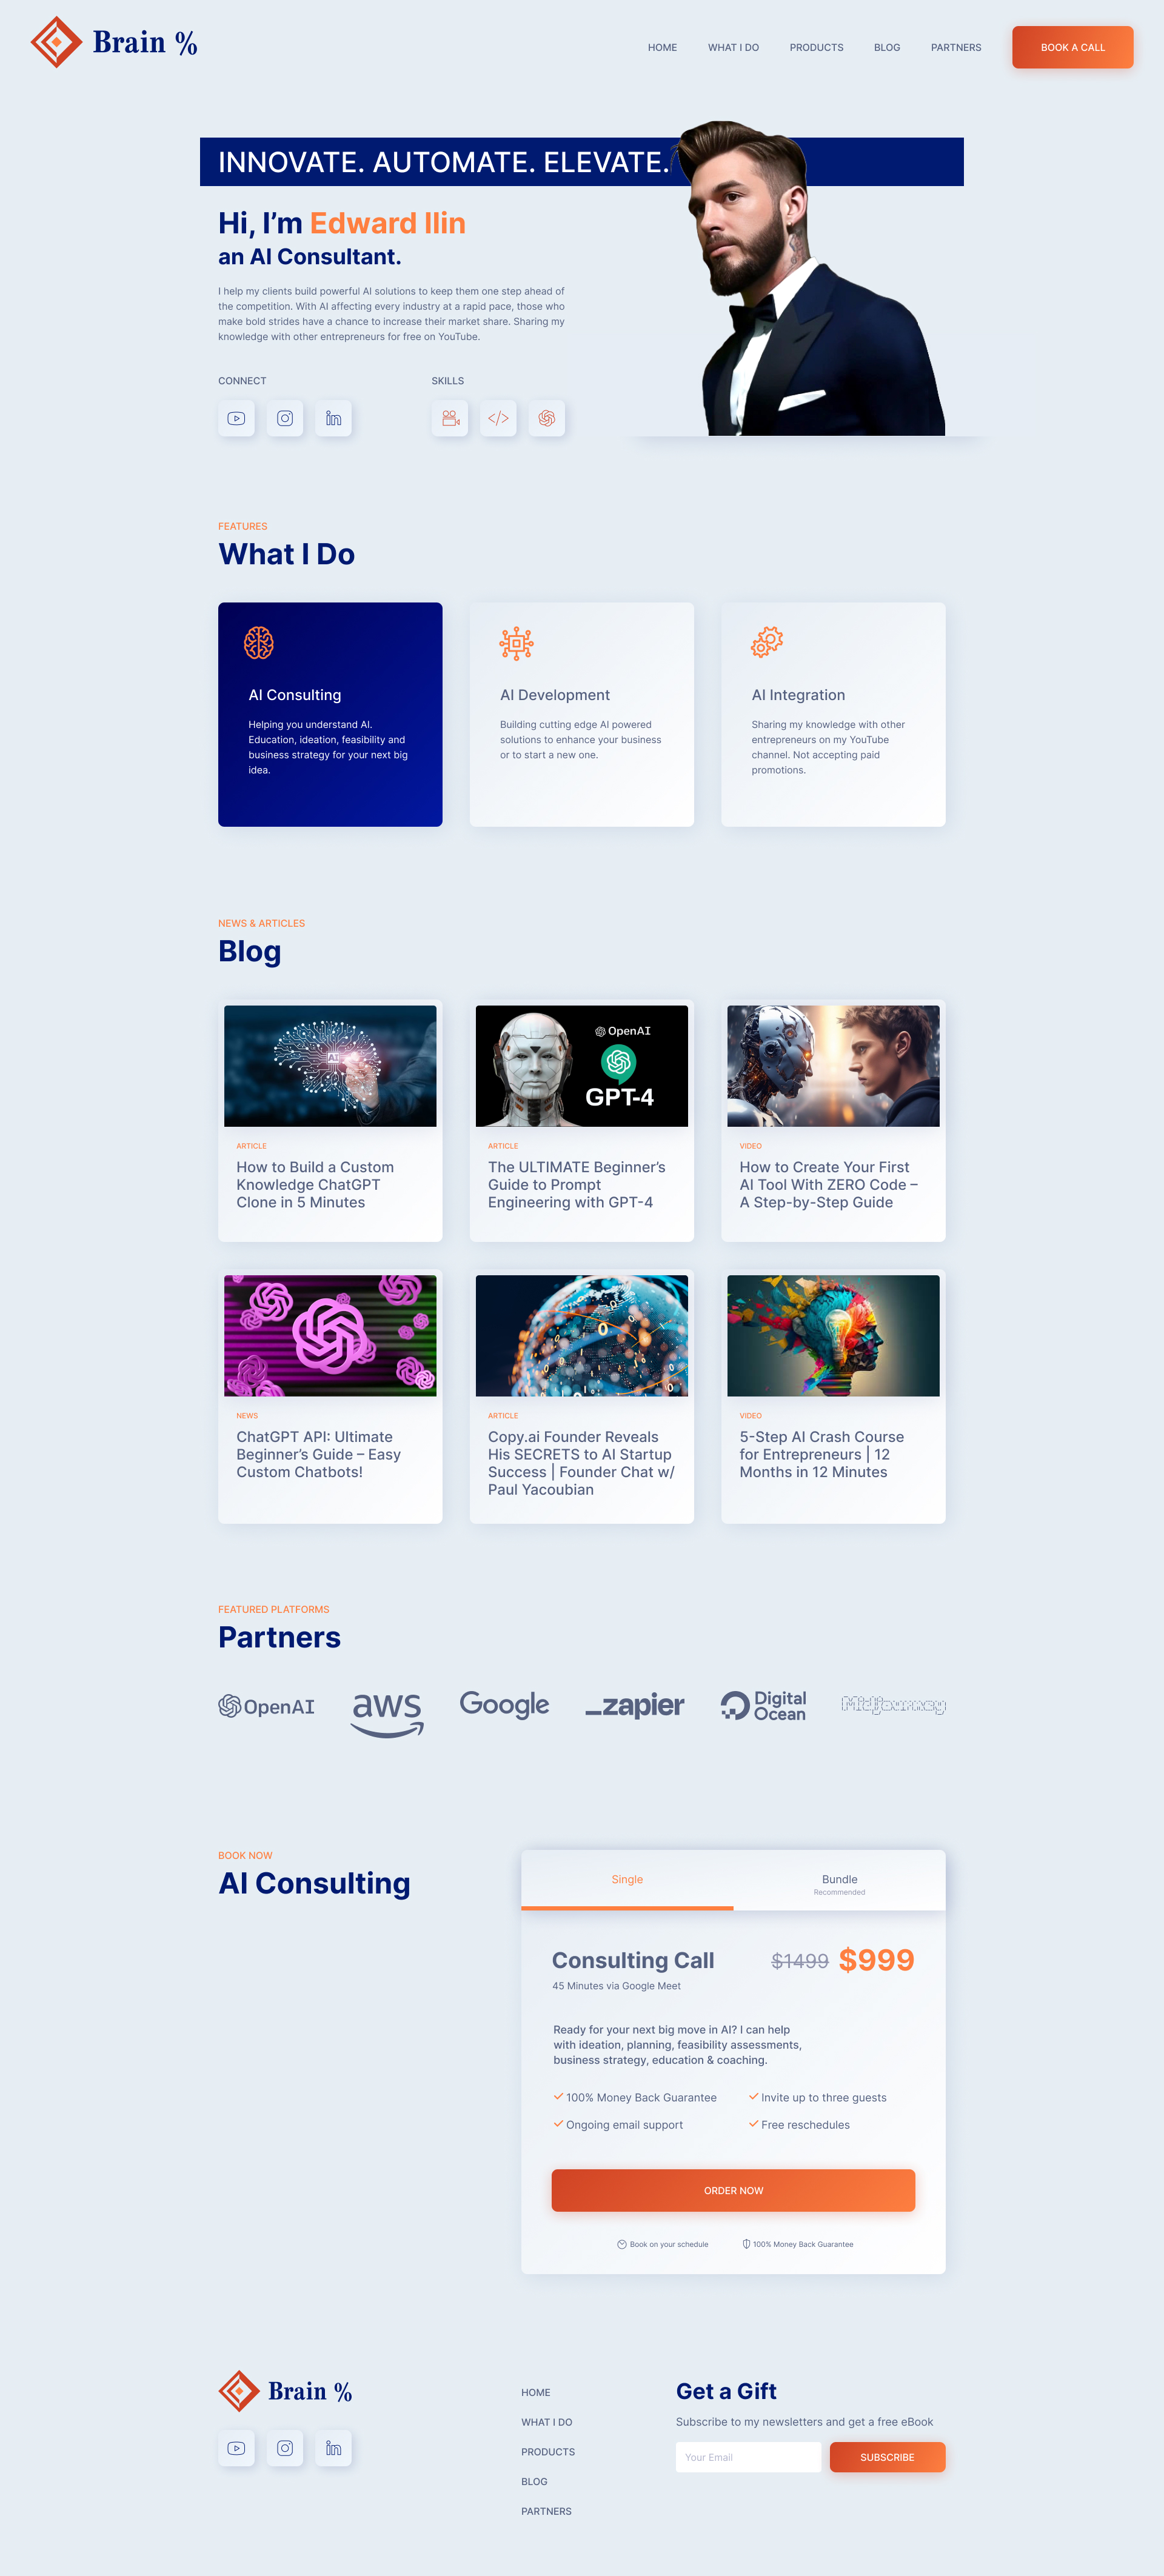 Brain %
HOME
WHAT I DO
PRODUCTS
BLOG
PARTNERS
BOOK A CALL
INNOVATE. AUTOMATE. ELEVATE.
Hi, I’m Edward Ilin
an AI Consultant.
I help my clients build powerful AI solutions to keep them one step ahead of
the competition. With AI affecting every industry at a rapid pace, those who
make bold strides have a chance to increase their market share. Sharing my
knowledge with other entrepreneurs for free on YouTube.
CONNECT
SKILLS
FEATURES
What I Do
AI Consulting
Helping you understand AI.
Education, ideation, feasibility and
business strategy for your next big
idea.
AI Development
Building cutting edge AI powered
solutions to enhance your business
or to start a new one.
AI Integration
Sharing my knowledge with other
entrepreneurs on my YouTube
channel. Not accepting paid
promotions.
NEWS & ARTICLES
Blog
AI
ARTICLE
How to Build a Custom
Knowledge ChatGPT
Clone in 5 Minutes
OpenAI
GPT-4
ARTICLE
The ULTIMATE Beginner’s
Guide to Prompt
Engineering with GPT-4
VIDEO
How to Create Your First
AI Tool With ZERO Code –
A Step-by-Step Guide
NEWS
ChatGPT API: Ultimate
Beginner’s Guide – Easy
Custom Chatbots!
ARTICLE
Copy.ai Founder Reveals
His SECRETS to AI Startup
Success | Founder Chat w/
Paul Yacoubian
VIDEO
5-Step AI Crash Course
for Entrepreneurs | 12
Months in 12 Minutes
FEATURED PLATFORMS
Partners
OpenAI
aws
Google
_zapier
Digital
Ocean
Midjourney
BOOK NOW
AI Consulting
Single
Bundle
Recommended
Consulting Call
$1499 $999
45 Minutes via Google Meet
Ready for your next big move in AI? I can help
with ideation, planning, feasibility assessments,
business strategy, education & coaching.
100% Money Back Guarantee
Invite up to three guests
Ongoing email support
Free reschedules
ORDER NOW
Book on your schedule
100% Money Back Guarantee
Brain %
HOME
WHAT I DO
PRODUCTS
BLOG
PARTNERS
Get a Gift
Subscribe to my newsletters and get a free eBook
Your Email
SUBSCRIBE